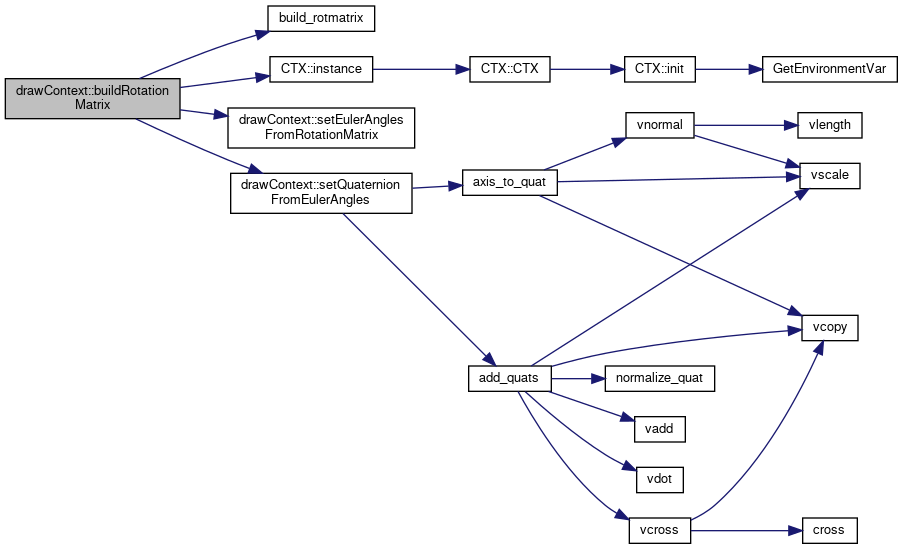 build_rotmatrix
drawContext::buildRotation
Matrix
CTX::instance
CTX::CTX
CTX::init
GetEnvironmentVar
drawContext::setEulerAngles
FromRotationMatrix
drawContext::setQuaternion
FromEulerAngles
axis_to_quat
vnormal
vlength
vscale
vcopy
add_quats
normalize_quat
vadd
vdot
vcross
cross